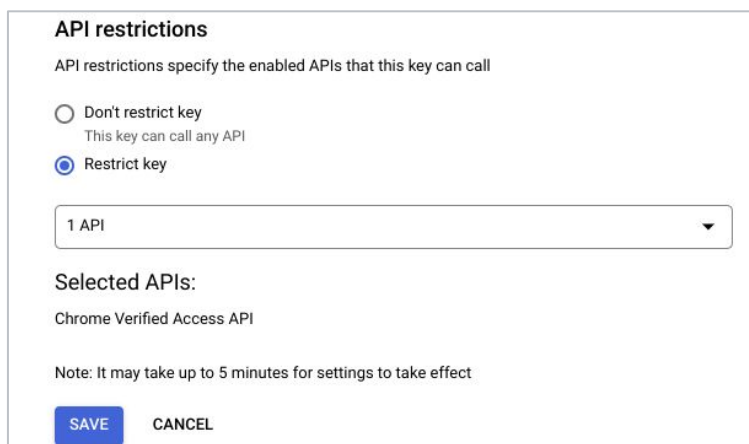 API restrictions
API restrictions specify the enabled APIs that this key can call
Don't restrict key
This key can call any API
Restrict key
1 API
Selected APIs:
Chrome Verified Access API
Note: It may take up to 5 minutes for settings to take effect
SAVE CANCEL